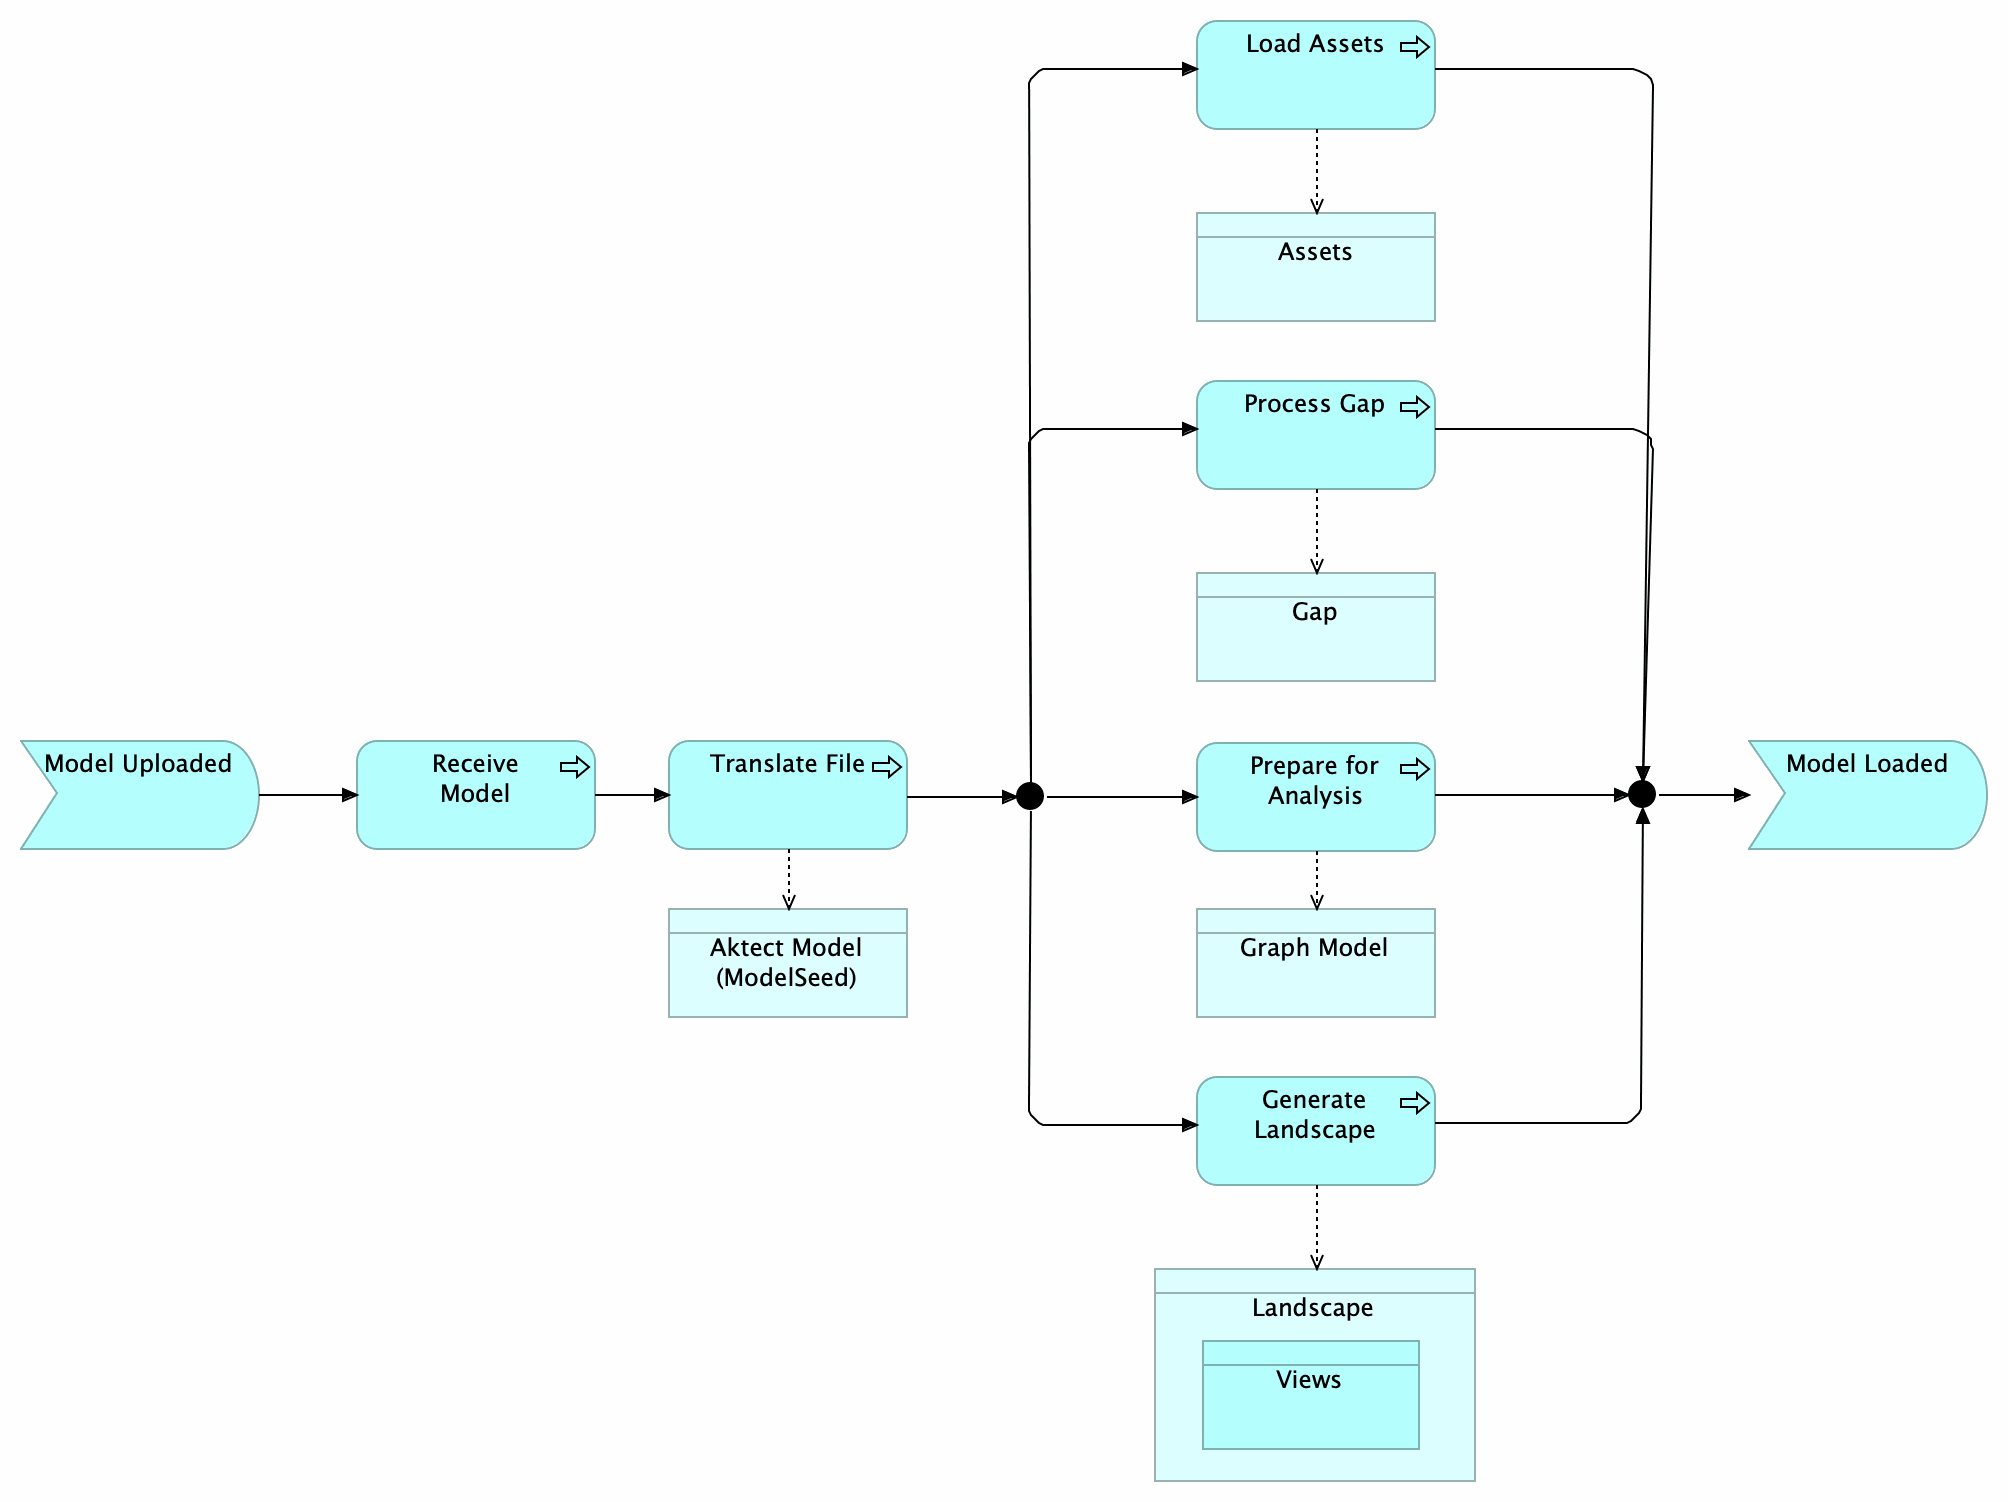 Load Assets
Assets
Process Gap
Gap
Model Uploaded
Receive
Model
Translate File
Prepare for
Analysis
Model Loaded
Aktect Model
(ModelSeed)
Graph Model
Generate
Landscape
Landscape
Views